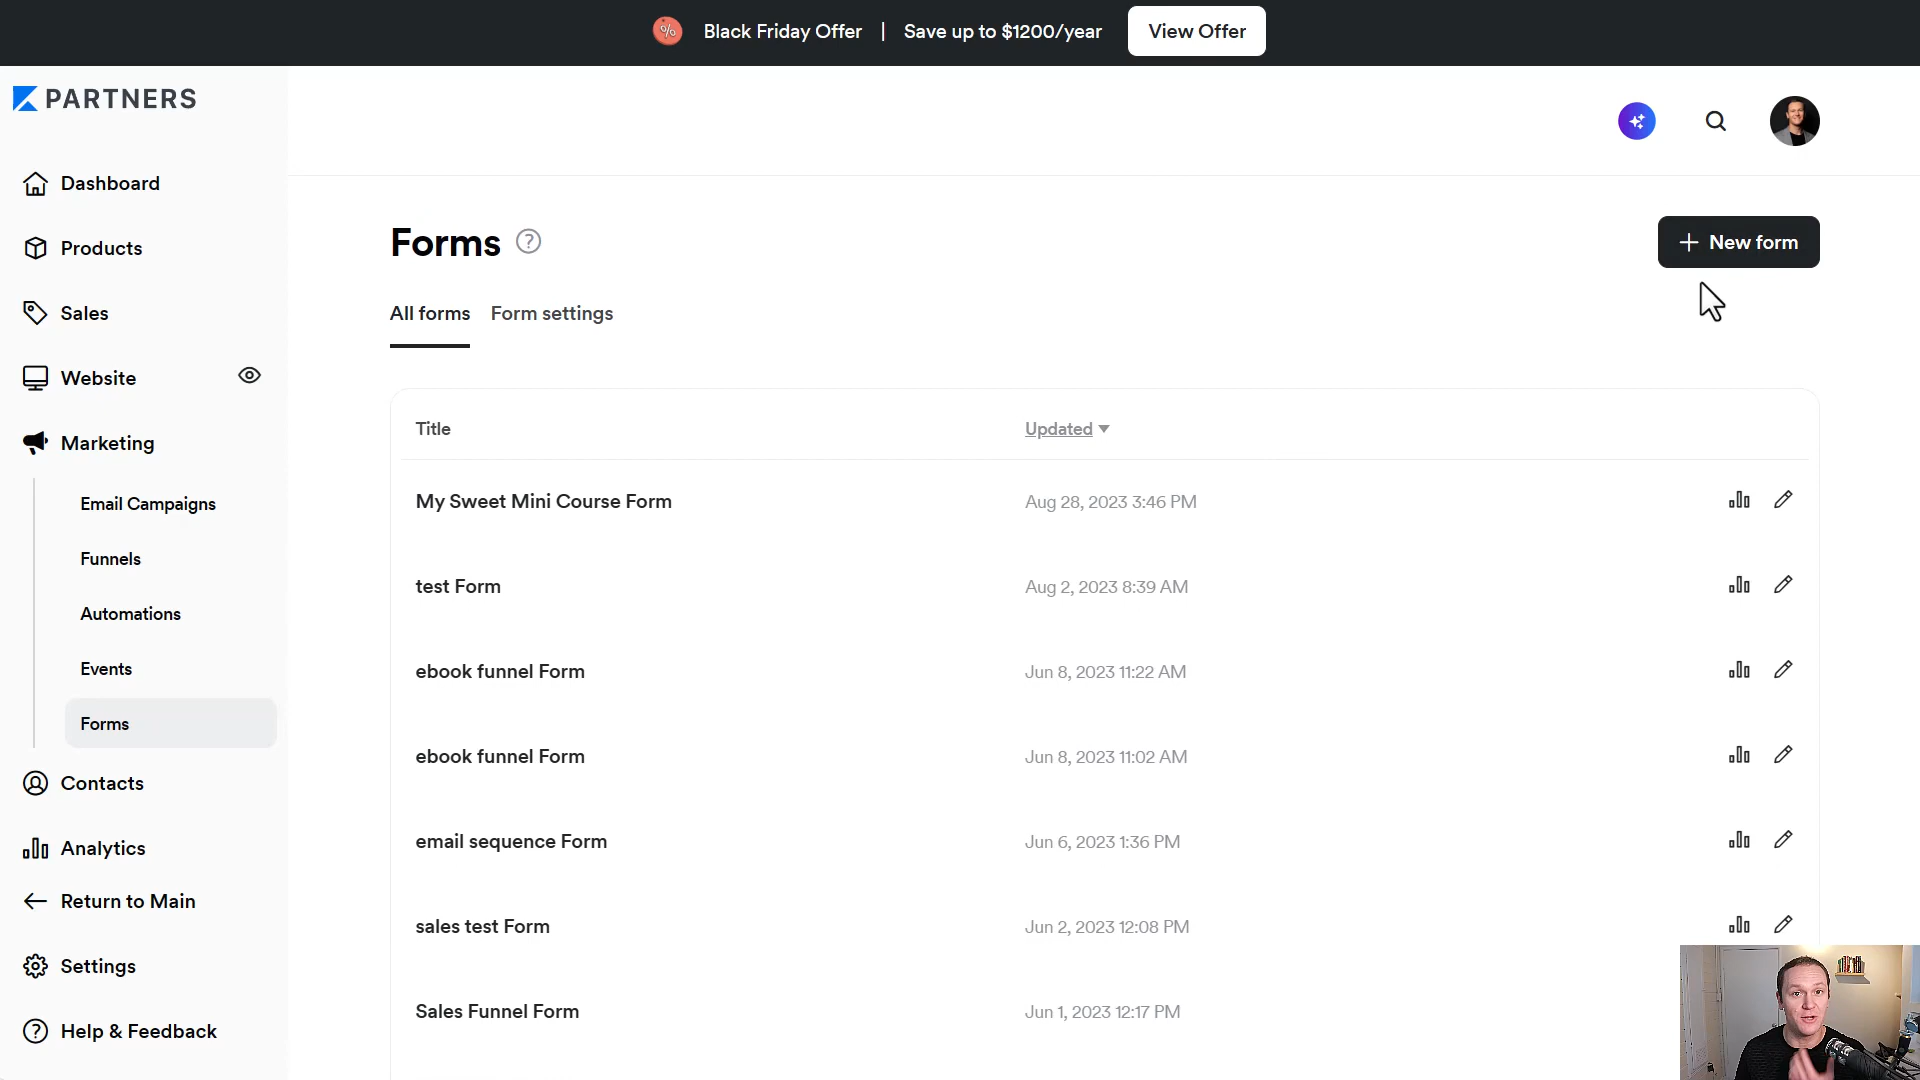 % Black Friday Offer | Save up to $1200/year View Offer
PARTNERS
Dashboard
Products
Sales
Website
Marketing
Email Campaigns
Funnels
Automations
Events
Forms
Contacts
Analytics
Return to Main
Settings
? Help & Feedback
Forms ?
+ New form
All forms Form settings
Title Updated
My Sweet Mini Course Form Aug 28, 2023 3:46 PM
test Form Aug 2, 2023 8:39 AM
ebook funnel Form Jun 8, 2023 11:22 AM
ebook funnel Form Jun 8, 2023 11:02 AM
email sequence Form Jun 6, 2023 1:36 PM
sales test Form Jun 2, 2023 12:08 PM
Sales Funnel Form Jun 1, 2023 12:17 PM